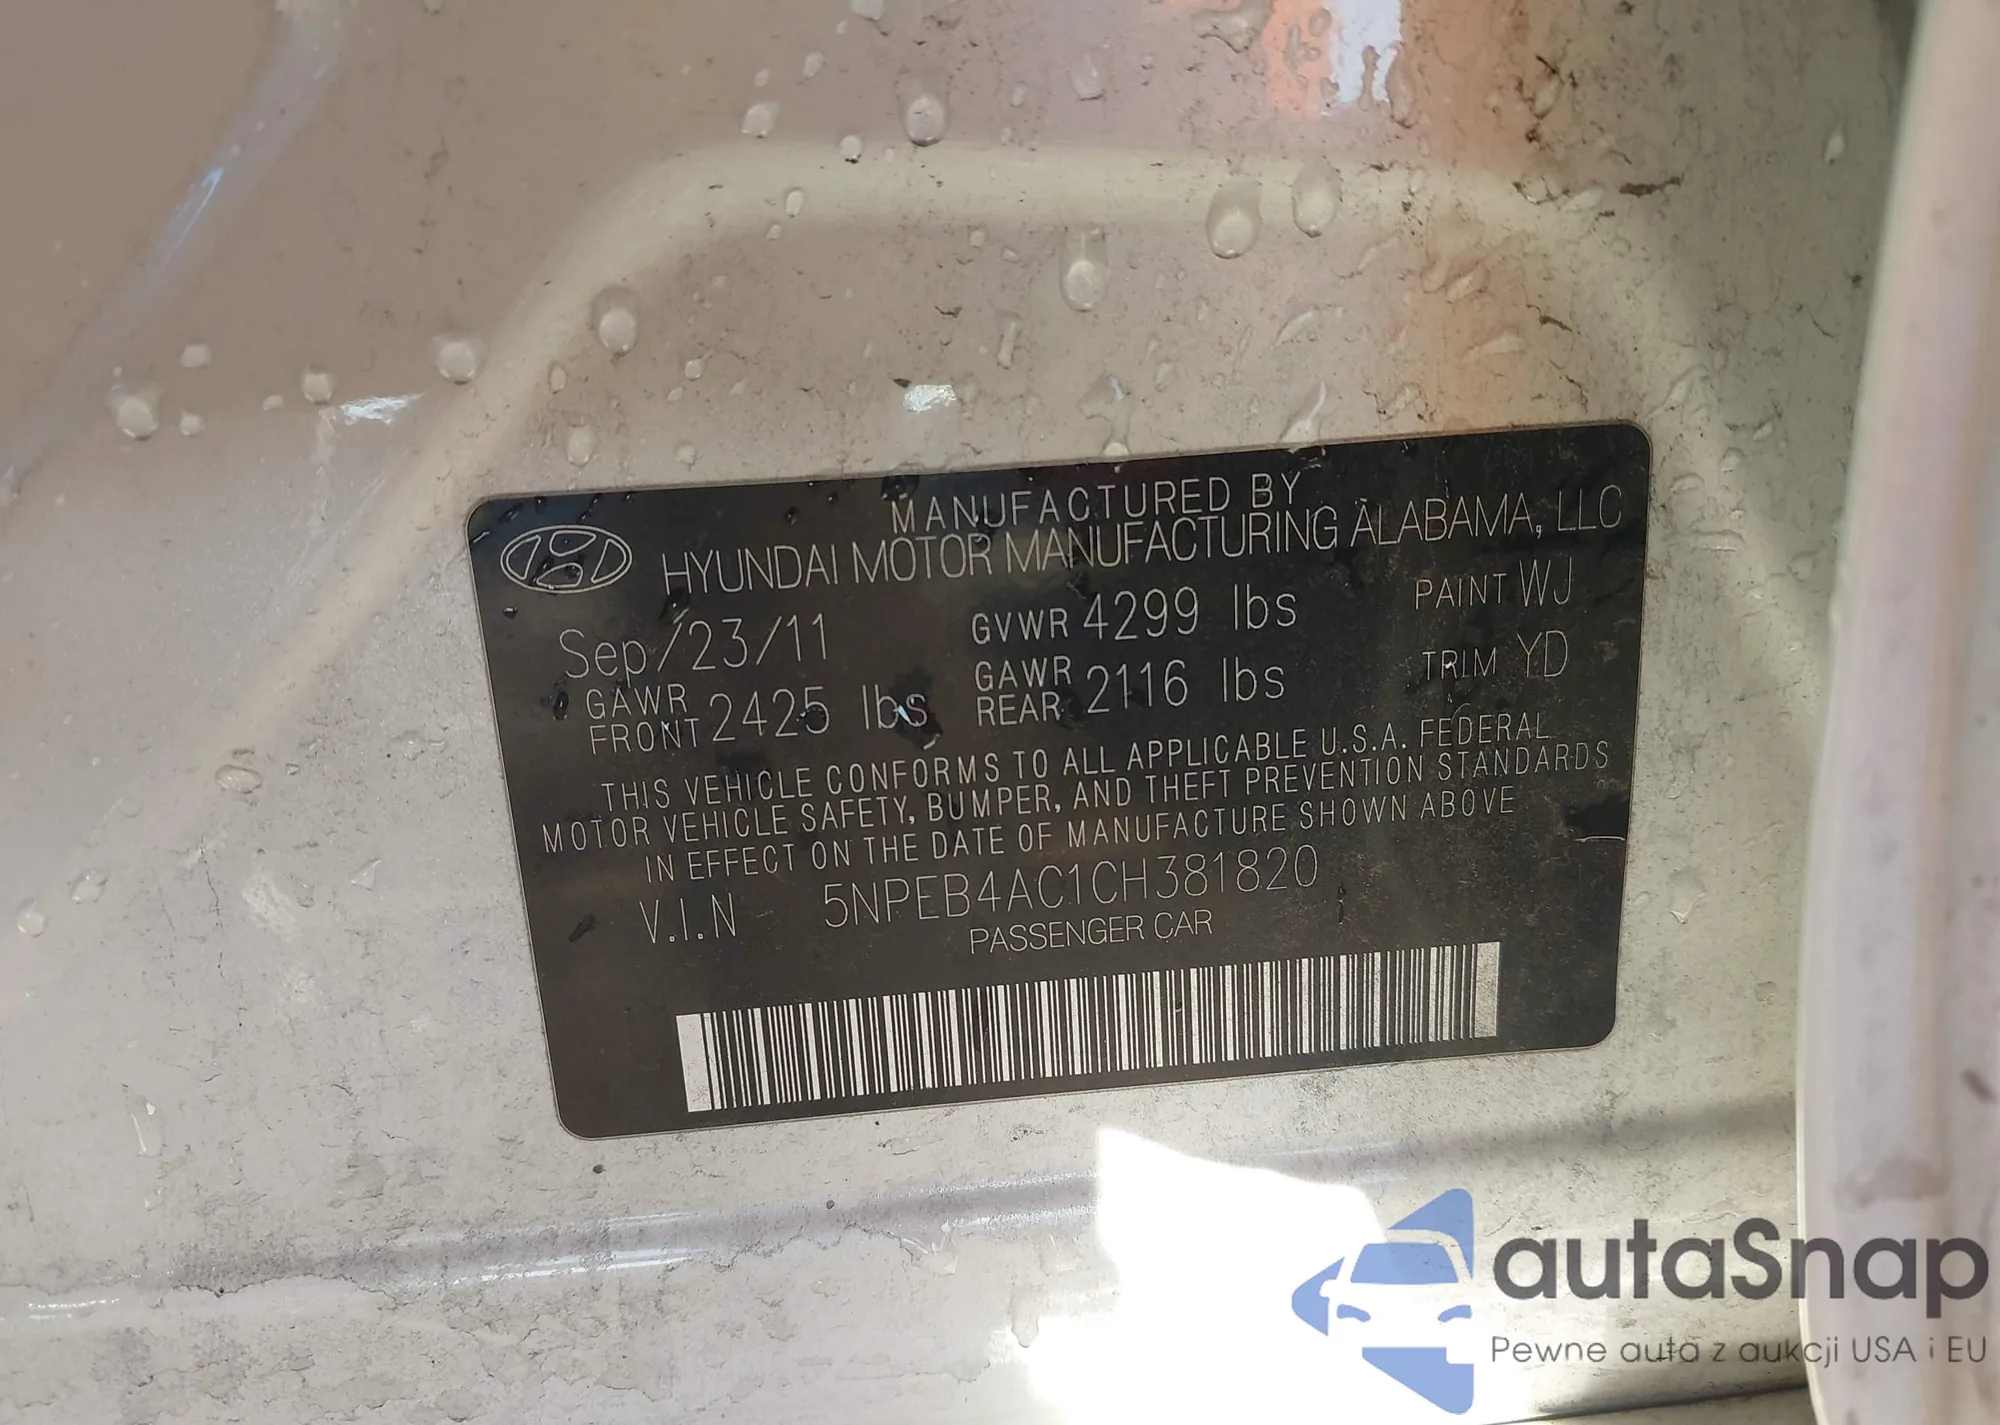 MANUFACTURED BY
HYUNDAI MOTOR MANUFACTURING ALABAMA, LLC
Sep/23/11 GVWR 4299 lbs PAINT WJ
GAWR FRONT 2425 lbs GAWR REAR 2116 lbs TRIM YD
THIS VEHICLE CONFORMS TO ALL APPLICABLE U.S.A. FEDERAL
MOTOR VEHICLE SAFETY, BUMPER, AND THEFT PREVENTION STANDARDS
IN EFFECT ON THE DATE OF MANUFACTURE SHOWN ABOVE
V.I.N 5NPEB4AC1CH381820
PASSENGER CAR
autaSnap
Pewne auta z aukcji USA i EU